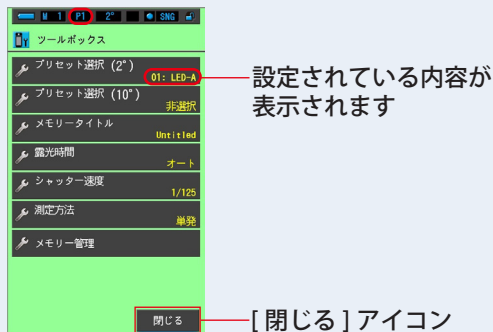 M 1 P1 2° SNG
ツールボックス
プリセット選択 (2°)
01: LED-A
プリセット選択 (10°)
非選択
メモリータイトル
Untitled
露光時間
オート
シャッター速度
1/125
測定方法
単発
メモリー管理
閉じる
設定されている内容が
表示されます
[ 閉じる ] アイコン